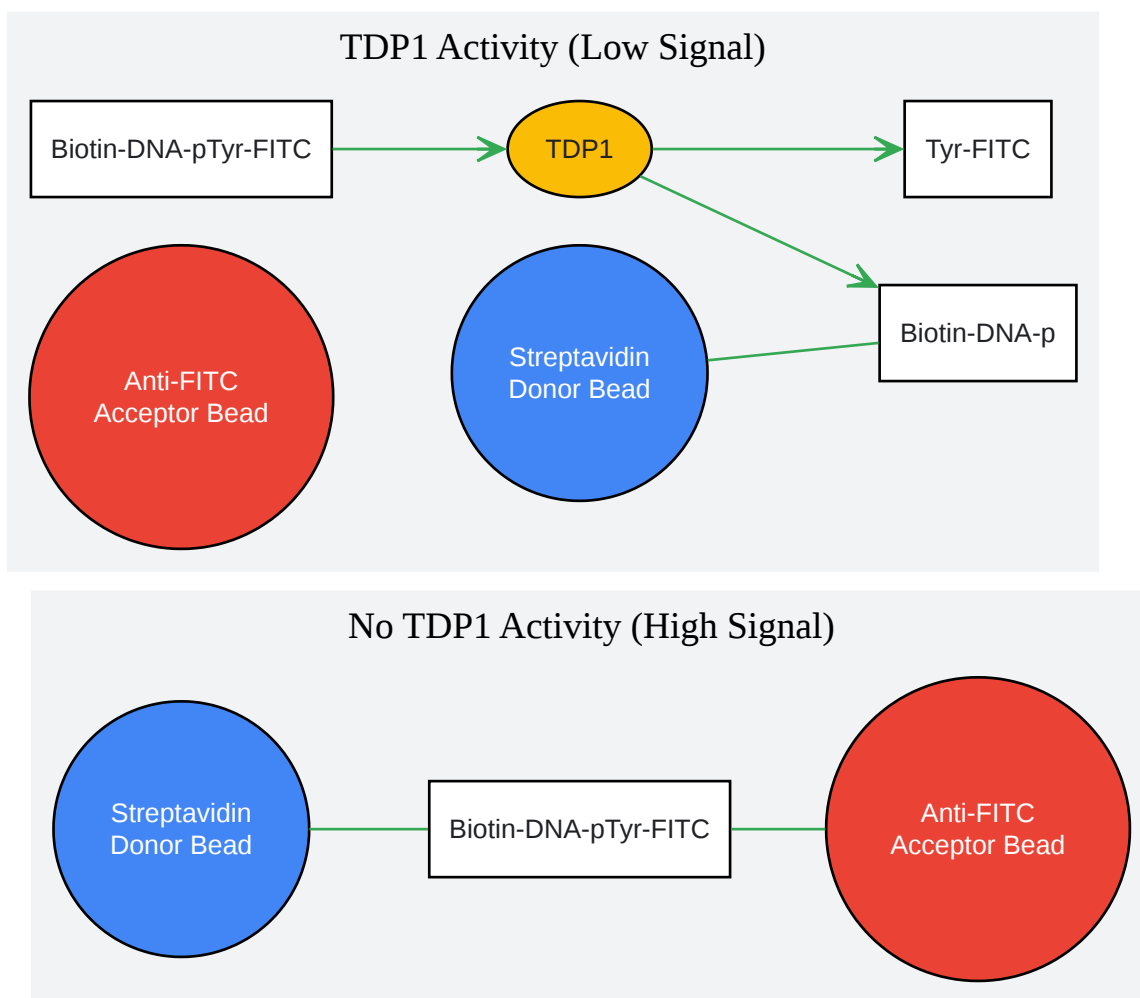 TDP1 Activity (Low Signal)
Biotin-DNA-pTyr-FITC
TDP1
Tyr-FITC
Anti-FITC
Acceptor Bead
Streptavidin
Donor Bead
Biotin-DNA-p
No TDP1 Activity (High Signal)
Streptavidin
Donor Bead
Biotin-DNA-pTyr-FITC
Anti-FITC
Acceptor Bead